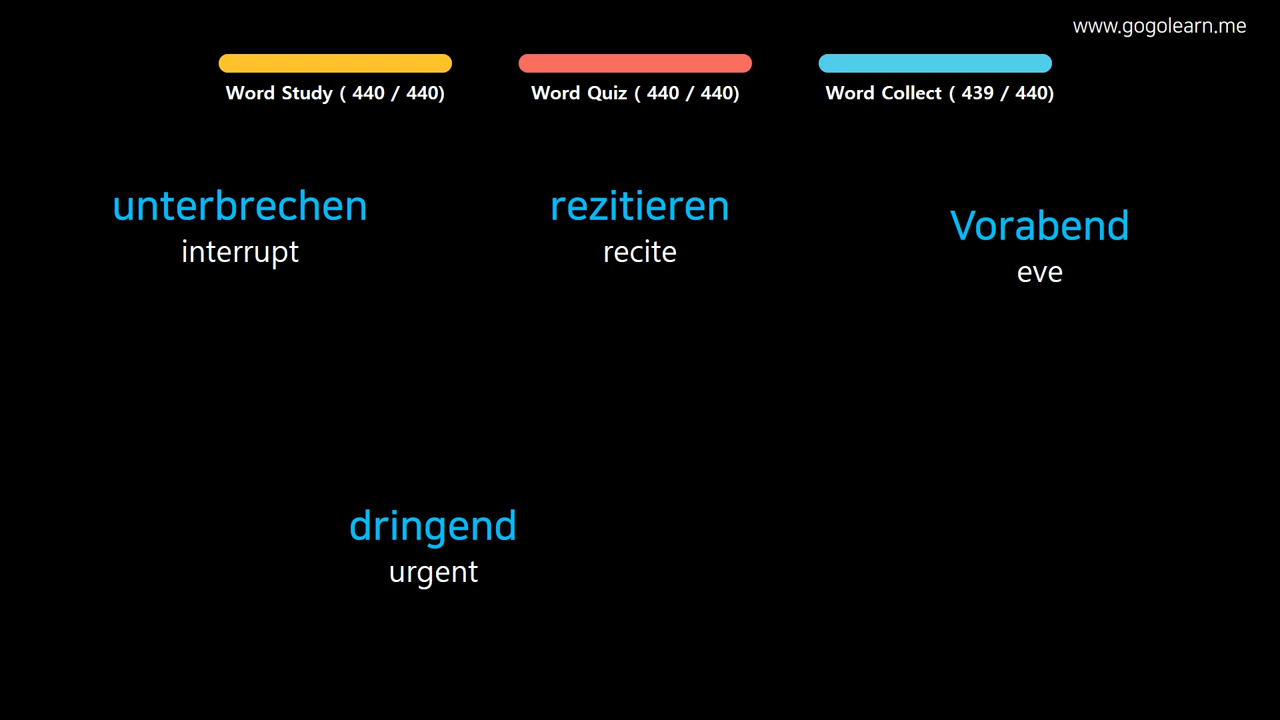 www.gogolearn.me
Word Study ( 440 / 440)
Word Quiz ( 440 / 440)
Word Collect ( 439 / 440)
unterbrechen
interrupt
rezitieren
recite
Vorabend
eve
dringend
urgent